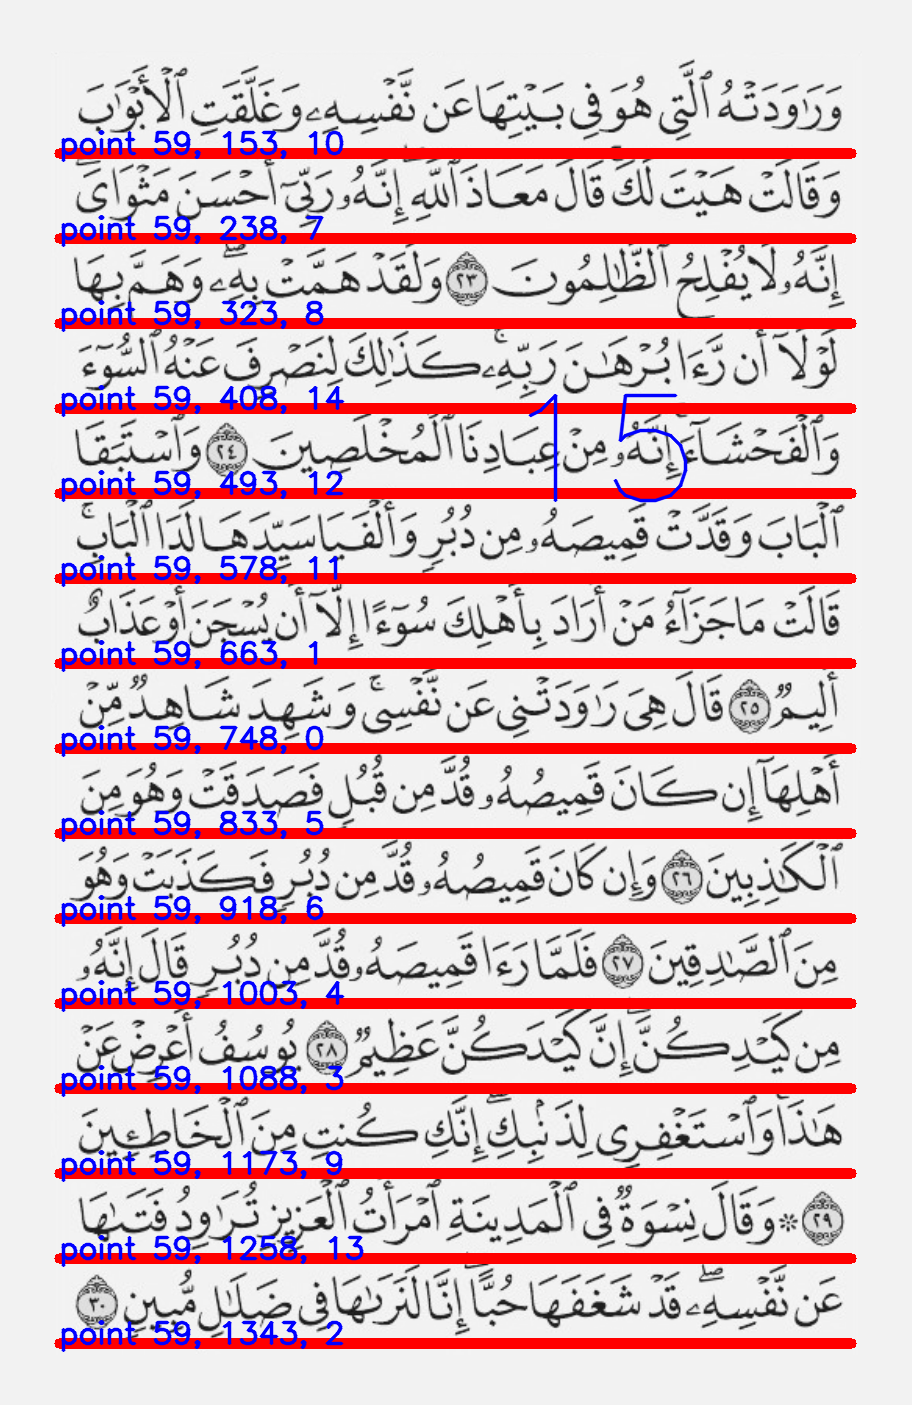 وَرَٰوَدَتْهُ ٱلَّتِى هُوَ فِى بَيْتِهَا عَن نَّفْسِهِۦ وَغَلَّقَتِ ٱلْأَبْوَٰبَ
point 59, 153, 10
وَقَالَتْ هَيْتَ لَكَ ۚ قَالَ مَعَاذَ ٱللَّهِ ۖ إِنَّهُۥ رَبِّىٓ أَحْسَنَ مَثْوَاىَ ۖ
point 59, 238, 7
إِنَّهُۥ لَا يُفْلِحُ ٱلظَّٰلِمُونَ ٢٣ وَلَقَدْ هَمَّتْ بِهِۦ ۖ وَهَمَّ بِهَا
point 59, 323, 8
لَوْلَآ أَن رَّءَا بُرْهَٰنَ رَبِّهِۦ ۚ كَذَٰلِكَ لِنَصْرِفَ عَنْهُ ٱلسُّوٓءَ
point 59, 408, 14
وَٱلْفَحْشَآءَ ۚ إِنَّهُۥ مِنْ عِبَادِنَا ٱلْمُخْلَصِينَ ٢٤ وَٱسْتَبَقَا
15
point 59, 493, 12
ٱلْبَابَ وَقَدَّتْ قَمِيصَهُۥ مِن دُبُرٍ وَأَلْفَيَا سَيِّدَهَا لَدَا ٱلْبَابِ ۚ
point 59, 578, 11
قَالَتْ مَا جَزَآءُ مَنْ أَرَادَ بِأَهْلِكَ سُوٓءًا إِلَّآ أَن يُسْجَنَ أَوْ عَذَابٌ
point 59, 663, 1
أَلِيمٌ ٢٥ قَالَ هِىَ رَٰوَدَتْنِى عَن نَّفْسِى ۚ وَشَهِدَ شَاهِدٌ مِّنْ
point 59, 748, 0
أَهْلِهَآ إِن كَانَ قَمِيصُهُۥ قُدَّ مِن قُبُلٍ فَصَدَقَتْ وَهُوَ مِنَ
point 59, 833, 5
ٱلْكَٰذِبِينَ ٢٦ وَإِن كَانَ قَمِيصُهُۥ قُدَّ مِن دُبُرٍ فَكَذَبَتْ وَهُوَ
point 59, 918, 6
مِنَ ٱلصَّٰدِقِينَ ٢٧ فَلَمَّا رَءَا قَمِيصَهُۥ قُدَّ مِن دُبُرٍ قَالَ إِنَّهُۥ
point 59, 1003, 4
مِن كَيْدِكُنَّ ۖ إِنَّ كَيْدَكُنَّ عَظِيمٌ ٢٨ يُوسُفُ أَعْرِضْ عَنْ
point 59, 1088, 3
هَٰذَا ۚ وَٱسْتَغْفِرِى لِذَنۢبِكِ ۖ إِنَّكِ كُنتِ مِنَ ٱلْخَاطِـِٔينَ
point 59, 1173, 9
٢٩ ۞ وَقَالَ نِسْوَةٌ فِى ٱلْمَدِينَةِ ٱمْرَأَتُ ٱلْعَزِيزِ تُرَٰوِدُ فَتَىٰهَا
point 59, 1258, 13
عَن نَّفْسِهِۦ ۖ قَدْ شَغَفَهَا حُبًّا ۖ إِنَّا لَنَرَىٰهَا فِى ضَلَٰلٍ مُّبِينٍ ٣٠
point 59, 1343, 2